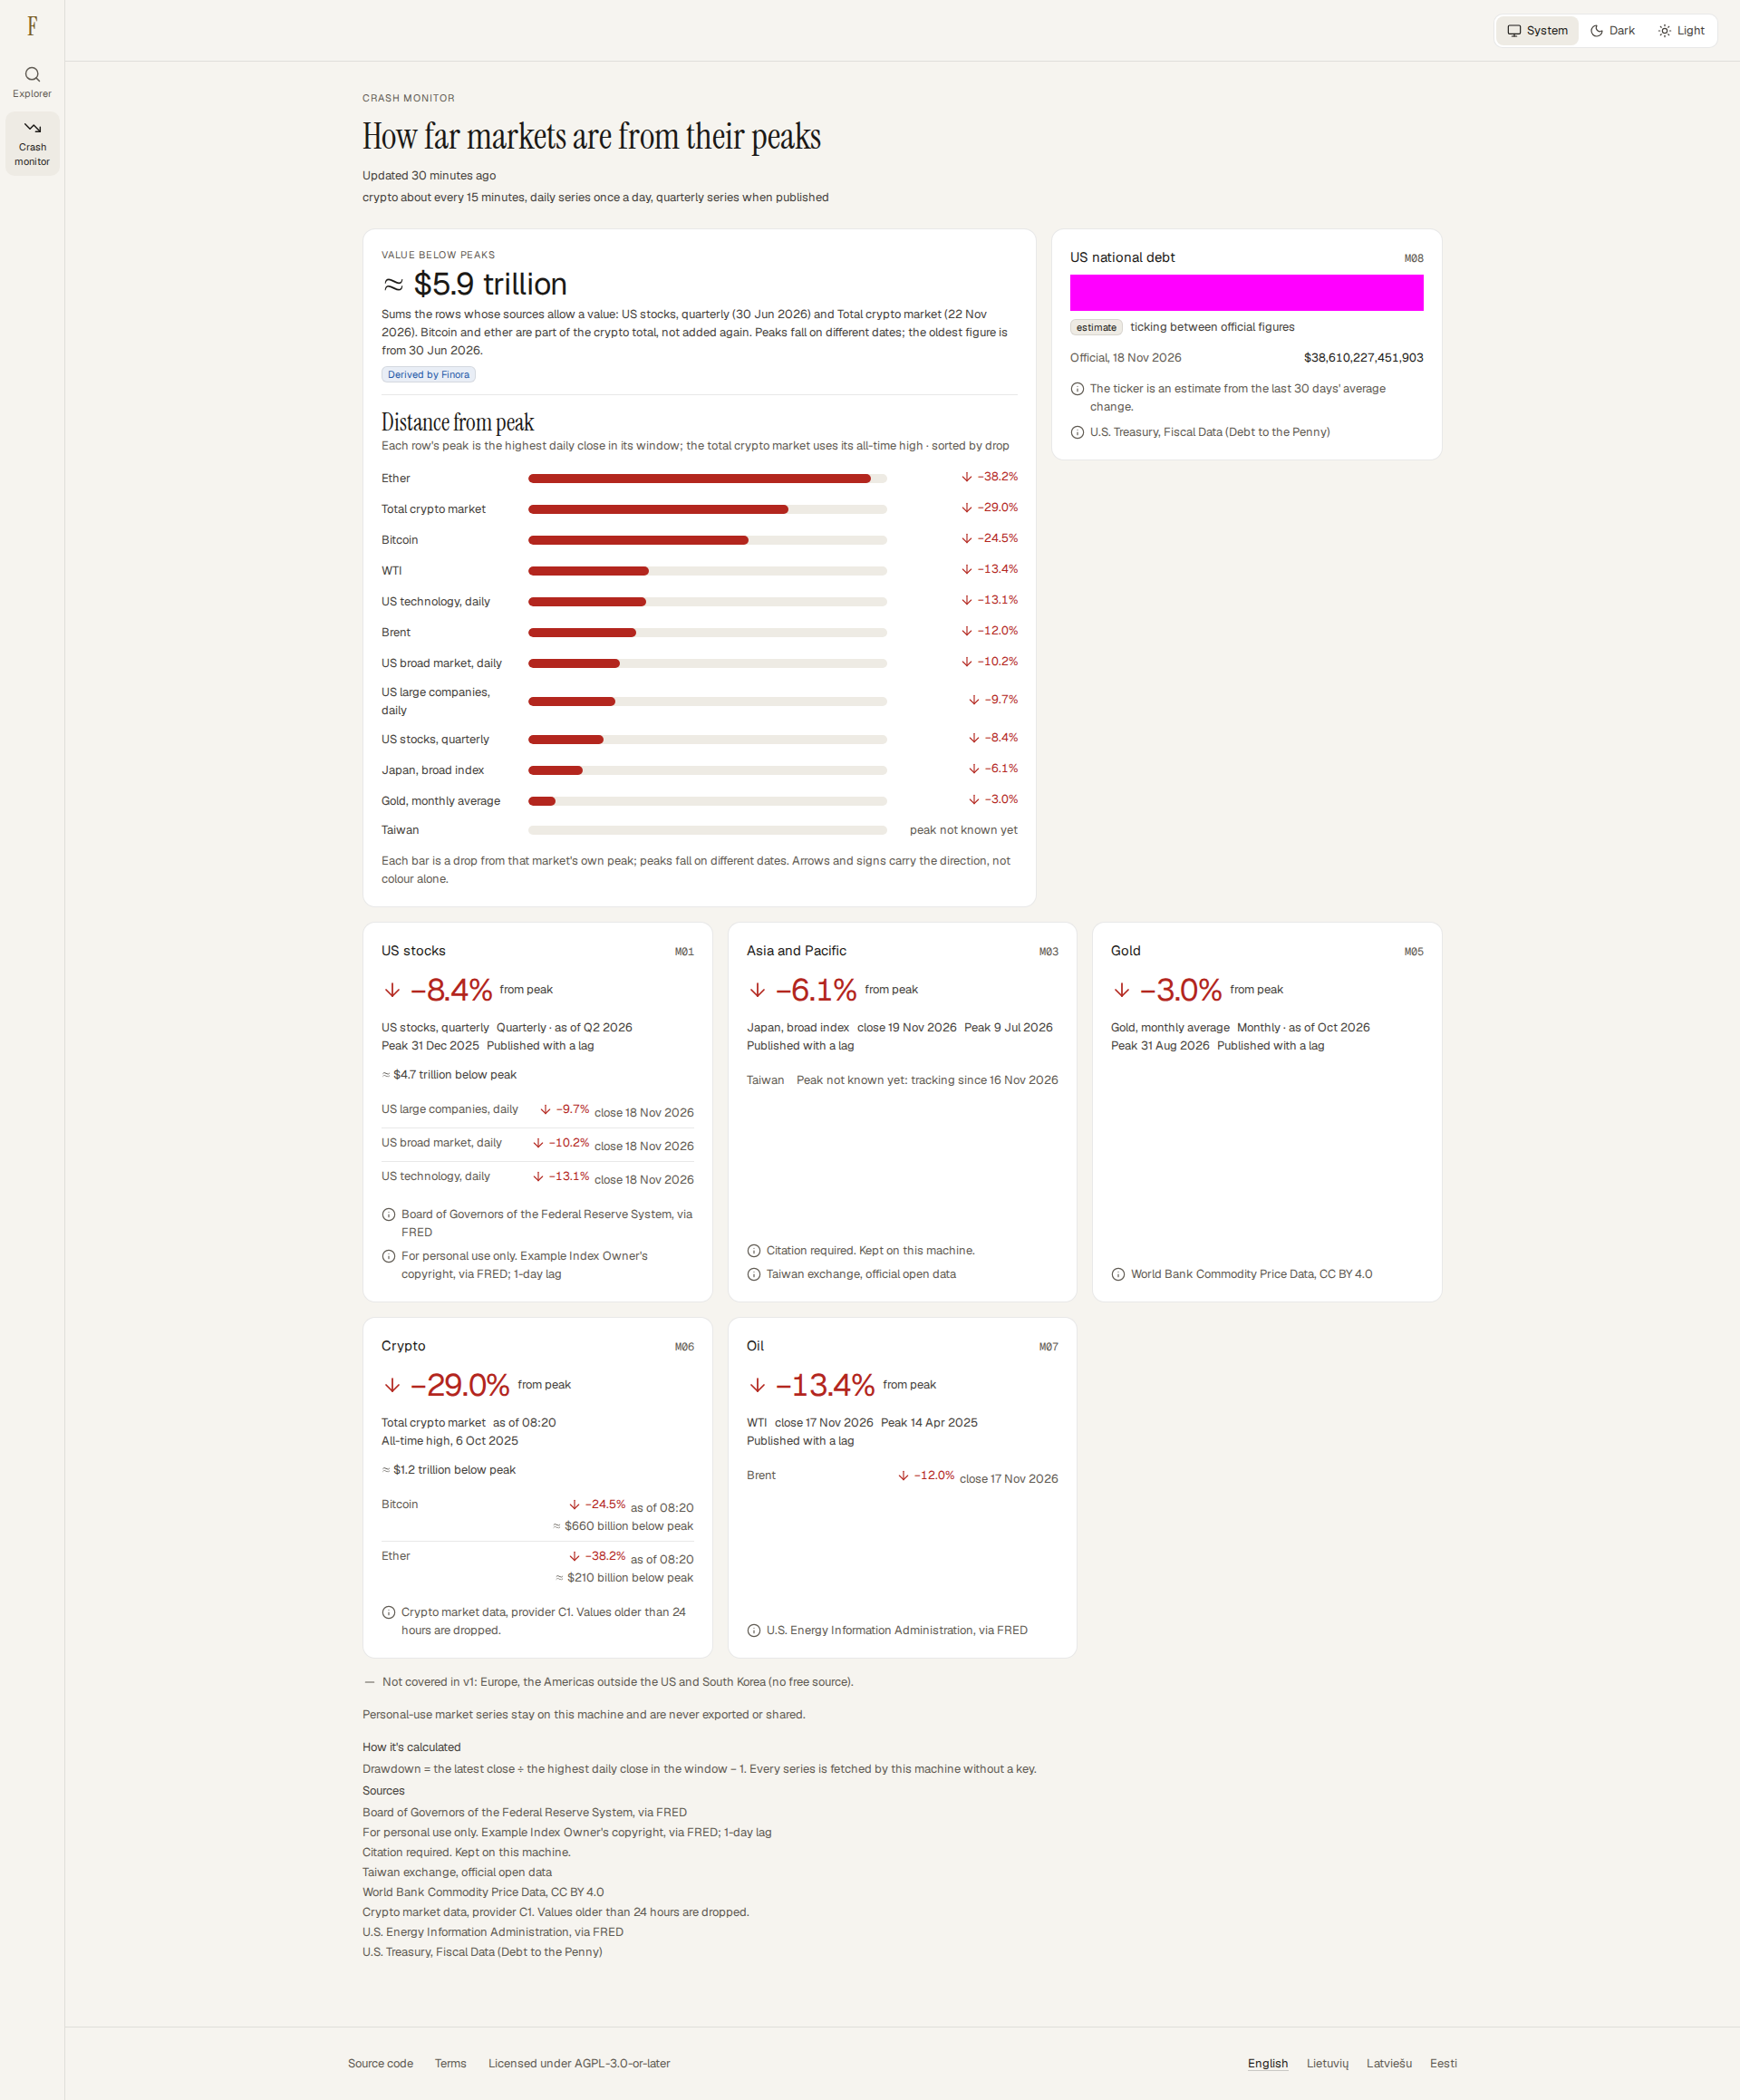 F
Explorer
Crash
monitor
System
Dark
Light
CRASH MONITOR
How far markets are from their peaks
Updated 30 minutes ago
crypto about every 15 minutes, daily series once a day, quarterly series when published
VALUE BELOW PEAKS
≈ $5.9 trillion
Sums the rows whose sources allow a value: US stocks, quarterly (30 Jun 2026) and Total crypto market (22 Nov
2026). Bitcoin and ether are part of the crypto total, not added again. Peaks fall on different dates; the oldest figure is
from 30 Jun 2026.
Derived by Finora
Distance from peak
Each row's peak is the highest daily close in its window; the total crypto market uses its all-time high · sorted by drop
Ether ↓ −38.2%
Total crypto market ↓ −29.0%
Bitcoin ↓ −24.5%
WTI ↓ −13.4%
US technology, daily ↓ −13.1%
Brent ↓ −12.0%
US broad market, daily ↓ −10.2%
US large companies,
daily ↓ −9.7%
US stocks, quarterly ↓ −8.4%
Japan, broad index ↓ −6.1%
Gold, monthly average ↓ −3.0%
Taiwan peak not known yet
Each bar is a drop from that market's own peak; peaks fall on different dates. Arrows and signs carry the direction, not
colour alone.
US national debt M08
estimate ticking between official figures
Official, 18 Nov 2026 $38,610,227,451,903
The ticker is an estimate from the last 30 days' average
change.
U.S. Treasury, Fiscal Data (Debt to the Penny)
US stocks M01
↓ −8.4% from peak
US stocks, quarterly Quarterly · as of Q2 2026
Peak 31 Dec 2025 Published with a lag
≈ $4.7 trillion below peak
US large companies, daily ↓ −9.7% close 18 Nov 2026
US broad market, daily ↓ −10.2% close 18 Nov 2026
US technology, daily ↓ −13.1% close 18 Nov 2026
Board of Governors of the Federal Reserve System, via
FRED
For personal use only. Example Index Owner's
copyright, via FRED; 1-day lag
Asia and Pacific M03
↓ −6.1% from peak
Japan, broad index close 19 Nov 2026 Peak 9 Jul 2026
Published with a lag
Taiwan Peak not known yet: tracking since 16 Nov 2026
Citation required. Kept on this machine.
Taiwan exchange, official open data
Gold M05
↓ −3.0% from peak
Gold, monthly average Monthly · as of Oct 2026
Peak 31 Aug 2026 Published with a lag
World Bank Commodity Price Data, CC BY 4.0
Crypto M06
↓ −29.0% from peak
Total crypto market as of 08:20
All-time high, 6 Oct 2025
≈ $1.2 trillion below peak
Bitcoin ↓ −24.5% as of 08:20
≈ $660 billion below peak
Ether ↓ −38.2% as of 08:20
≈ $210 billion below peak
Crypto market data, provider C1. Values older than 24
hours are dropped.
Oil M07
↓ −13.4% from peak
WTI close 17 Nov 2026 Peak 14 Apr 2025
Published with a lag
Brent ↓ −12.0% close 17 Nov 2026
U.S. Energy Information Administration, via FRED
— Not covered in v1: Europe, the Americas outside the US and South Korea (no free source).
Personal-use market series stay on this machine and are never exported or shared.
How it's calculated
Drawdown = the latest close ÷ the highest daily close in the window − 1. Every series is fetched by this machine without a key.
Sources
Board of Governors of the Federal Reserve System, via FRED
For personal use only. Example Index Owner's copyright, via FRED; 1-day lag
Citation required. Kept on this machine.
Taiwan exchange, official open data
World Bank Commodity Price Data, CC BY 4.0
Crypto market data, provider C1. Values older than 24 hours are dropped.
U.S. Energy Information Administration, via FRED
U.S. Treasury, Fiscal Data (Debt to the Penny)
Source code Terms Licensed under AGPL-3.0-or-later
English Lietuvių Latviešu Eesti